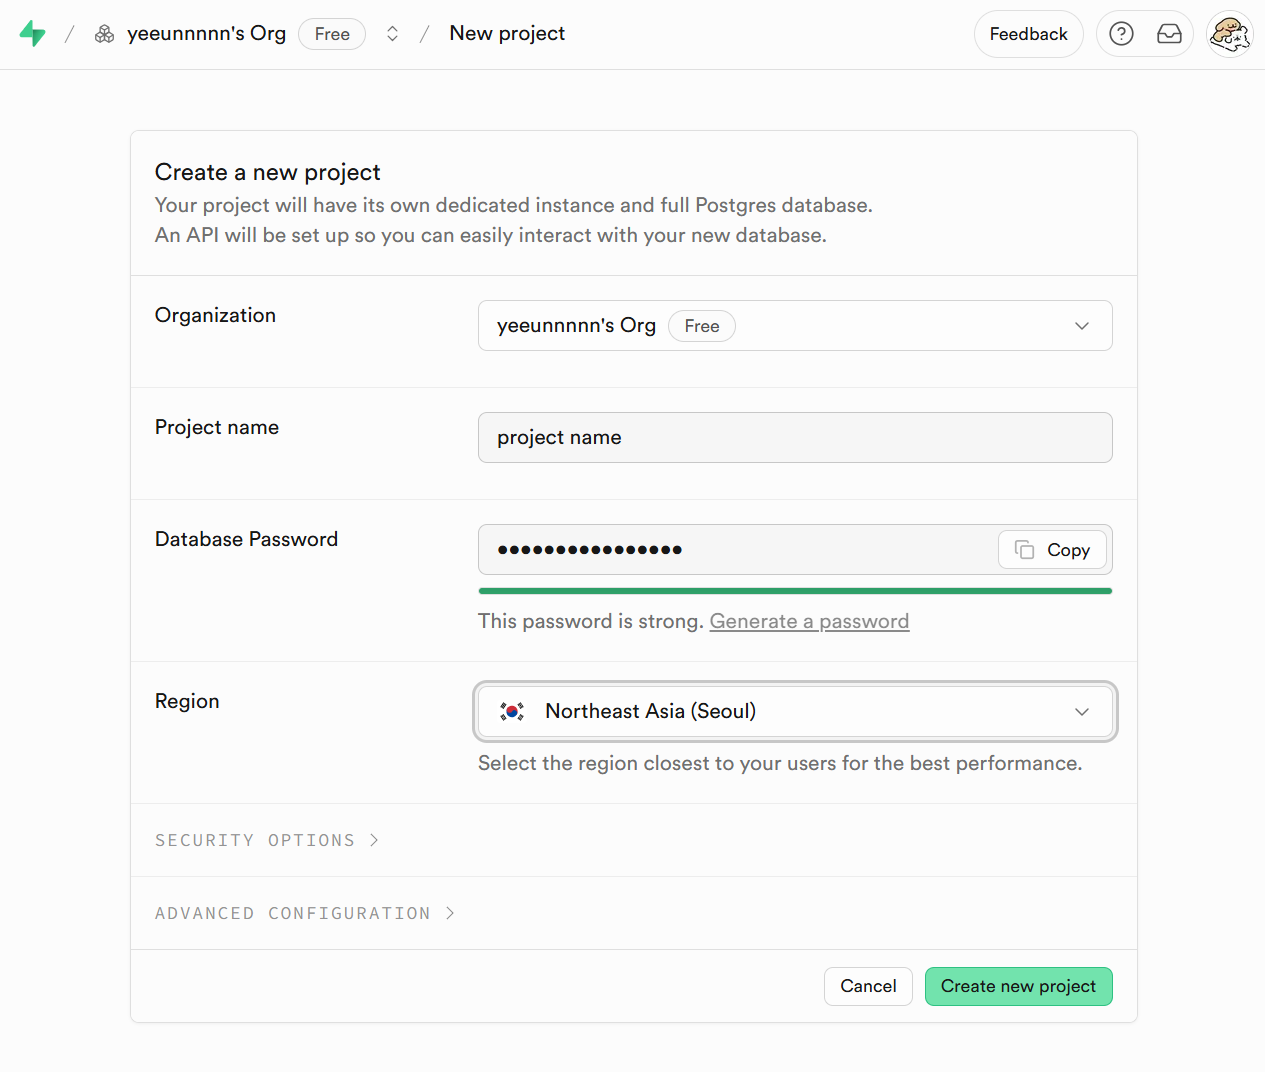 yeeunnnnn's Org Free / New project Feedback
Create a new project
Your project will have its own dedicated instance and full Postgres database.
An API will be set up so you can easily interact with your new database.
Organization
yeeunnnnn's Org Free
Project name
project name
Database Password
Copy
This password is strong. Generate a password
Region
Northeast Asia (Seoul)
Select the region closest to your users for the best performance.
SECURITY OPTIONS
ADVANCED CONFIGURATION
Cancel
Create new project